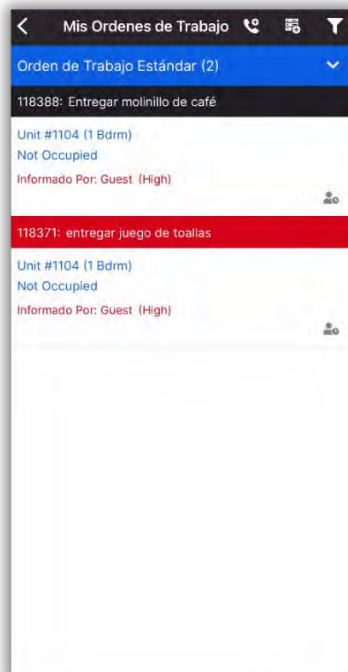 Mis Ordenes de Trabajo
Orden de Trabajo Estándar (2)
118388: Entregar molinillo de café
Unit #1104 (1 Bdrm)
Not Occupied
Informado Por: Guest (High)
118371: entregar juego de toallas
Unit #1104 (1 Bdrm)
Not Occupied
Informado Por: Guest (High)